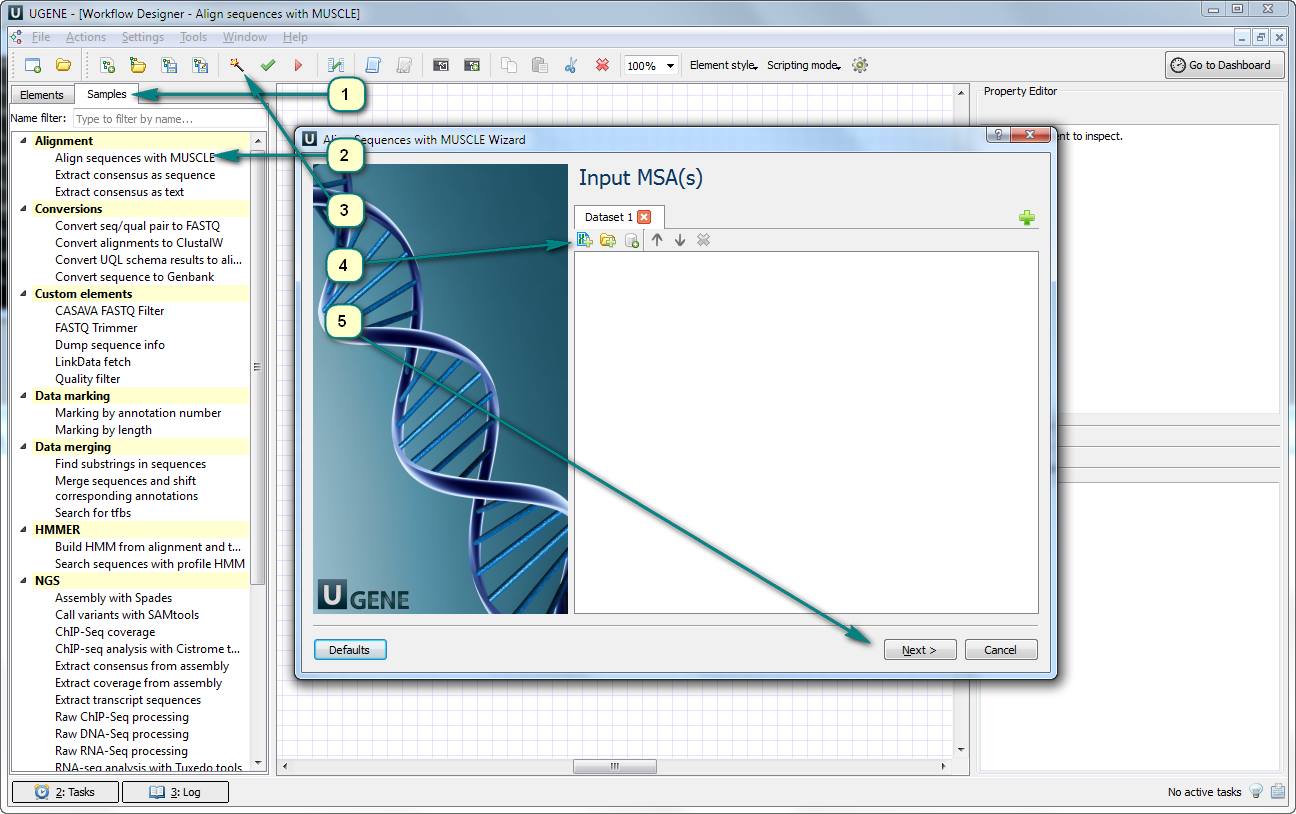 UGENE - [Workflow Designer - Align sequences with MUSCLE]
File Actions Settings Tools Window Help
100% Element style Scripting mode Go to Dashboard
Elements Samples
1
Property Editor
Name filter: Type to filter by name...
Alignment
Align sequences with MUSCLE
Extract consensus as sequence
Extract consensus as text
Conversions
Convert seq/qual pair to FASTQ
Convert alignments to ClustalW
Convert UQL schema results to ali...
Convert sequence to Genbank
Custom elements
CASAVA FASTQ Filter
FASTQ Trimmer
Dump sequence info
LinkData fetch
Quality filter
Data marking
Marking by annotation number
Marking by length
Data merging
Find substrings in sequences
Merge sequences and shift
corresponding annotations
Search for tfbs
HMMER
Build HMM from alignment and t...
Search sequences with profile HMM
NGS
Assembly with Spades
Call variants with SAMtools
ChIP-Seq coverage
ChIP-seq analysis with Cistrome t...
Extract consensus from assembly
Extract coverage from assembly
Extract transcript sequences
Raw ChIP-Seq processing
Raw DNA-Seq processing
Raw RNA-Seq processing
RNA-seq analysis with Tuxedo tools
Sequences with MUSCLE Wizard
2
3
4
5
Input MSA(s)
Dataset 1
UGENE
Defaults
Next >
Cancel
to inspect.
2: Tasks 3: Log No active tasks